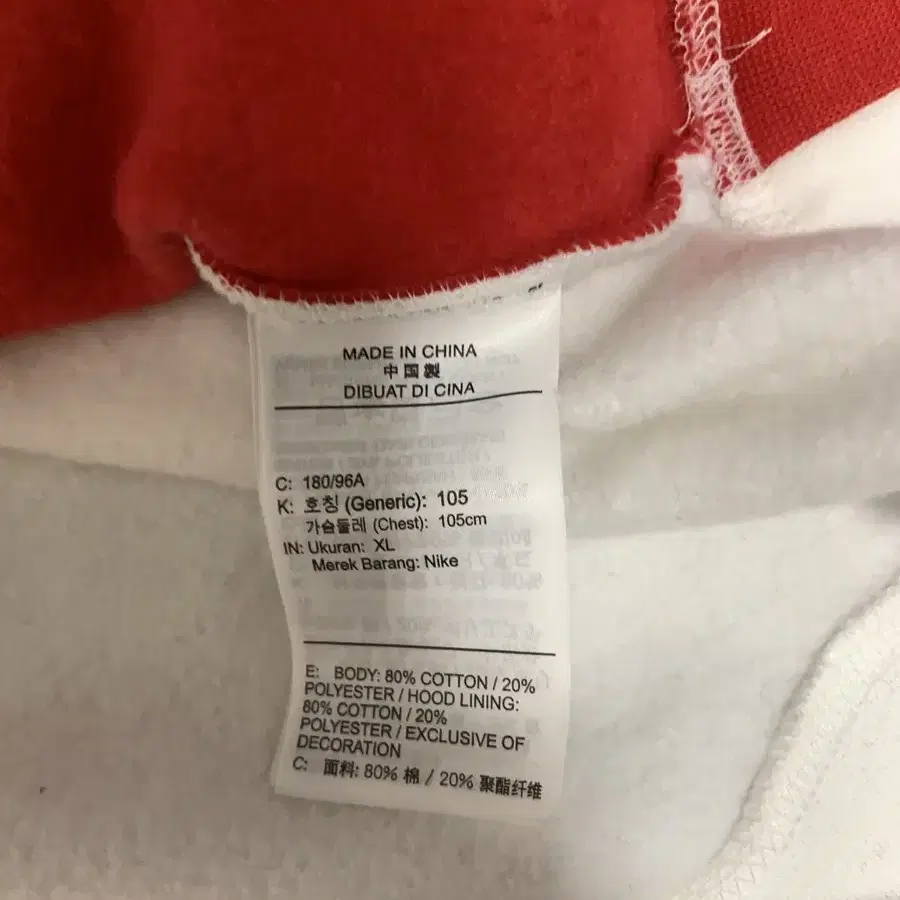 MADE IN CHINA
中国製
DIBUAT DI CINA
C: 180/96A
K: 호칭 (Generic): 105
가슴둘레 (Chest): 105cm
IN: Ukuran: XL
Merek Barang: Nike
E: BODY: 80% COTTON / 20%
POLYESTER / HOOD LINING:
80% COTTON / 20%
POLYESTER / EXCLUSIVE OF
DECORATION
C: 面料: 80% 棉 / 20% 聚酯纤维